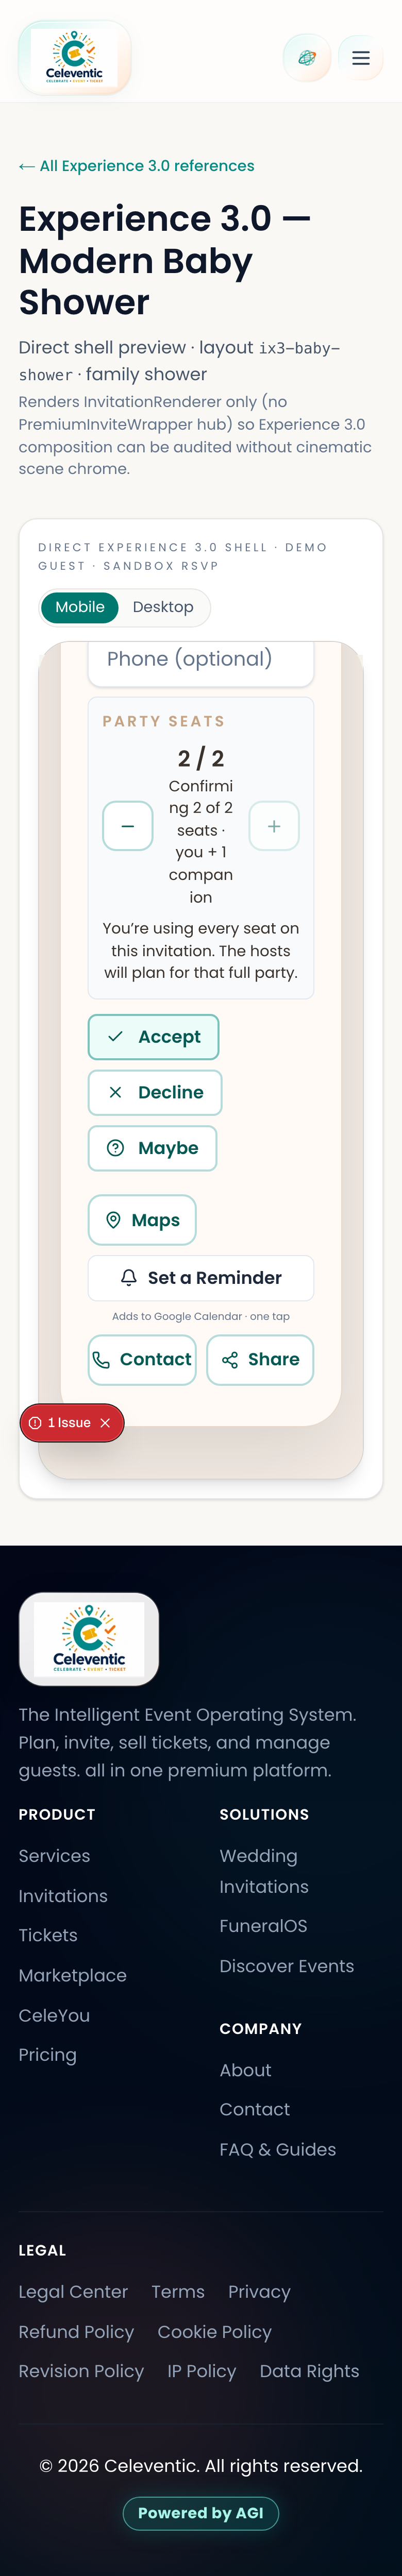 Celeventic
CELEBRATE • EVENT • TICKET
← All Experience 3.0 references
Experience 3.0 —
Modern Baby
Shower
Direct shell preview · layout ix3-baby-
shower · family shower
Renders InvitationRenderer only (no
PremiumInviteWrapper hub) so Experience 3.0
composition can be audited without cinematic
scene chrome.
DIRECT EXPERIENCE 3.0 SHELL · DEMO
GUEST · SANDBOX RSVP
Mobile Desktop
Phone (optional)
PARTY SEATS
2 / 2
Confirmi
ng 2 of 2
seats ·
you + 1
compan
ion
You’re using every seat on
this invitation. The hosts
will plan for that full party.
Accept
Decline
Maybe
Maps
Set a Reminder
Adds to Google Calendar · one tap
Contact Share
1 Issue
Celeventic
CELEBRATE • EVENT • TICKET
The Intelligent Event Operating System.
Plan, invite, sell tickets, and manage
guests. all in one premium platform.
PRODUCT
Services
Invitations
Tickets
Marketplace
CeleYou
Pricing
SOLUTIONS
Wedding
Invitations
FuneralOS
Discover Events
COMPANY
About
Contact
FAQ & Guides
LEGAL
Legal Center Terms Privacy
Refund Policy Cookie Policy
Revision Policy IP Policy Data Rights
© 2026 Celeventic. All rights reserved.
Powered by AGI